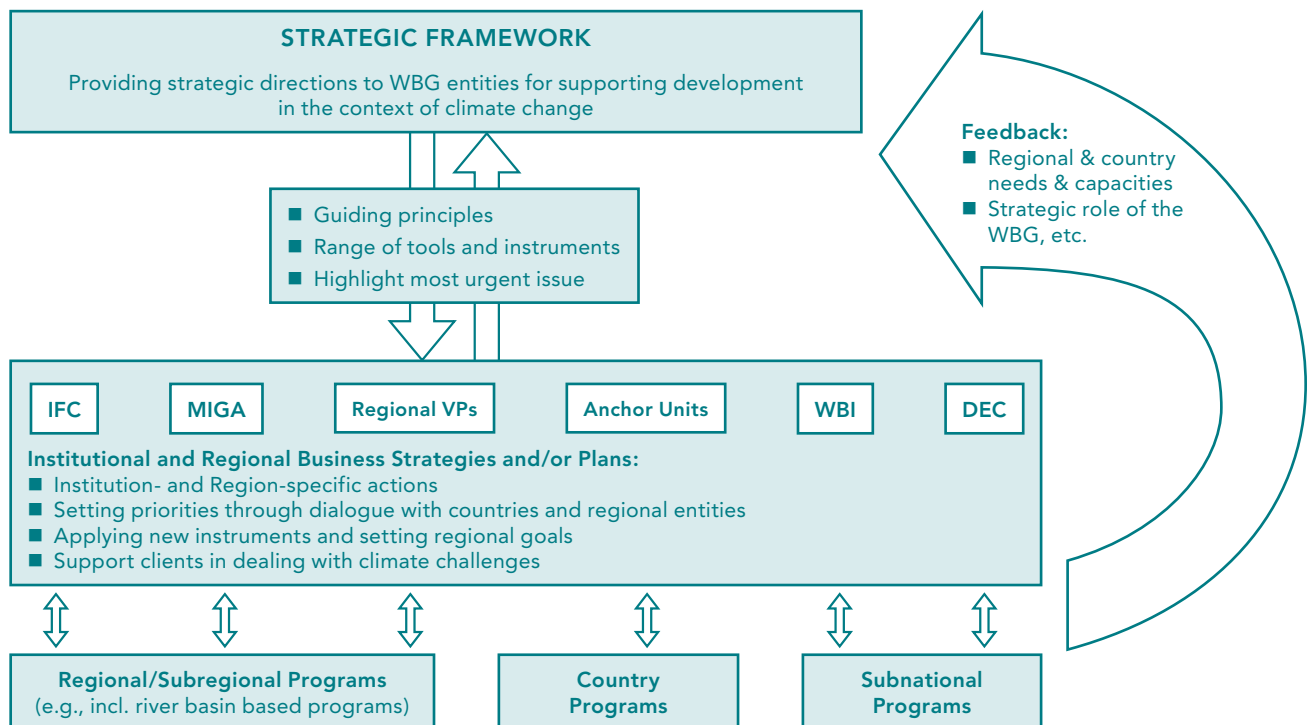 STRATEGIC FRAMEWORK
Providing strategic directions to WBG entities for supporting development
in the context of climate change
Feedback:
■ Regional & country
needs & capacities
■ Strategic role of the
WBG, etc.
■ Guiding principles
■ Range of tools and instruments
■ Highlight most urgent issue
IFC
MIGA
Regional VPs
Anchor Units
WBI
DEC
Institutional and Regional Business Strategies and/or Plans:
■ Institution- and Region-specific actions
■ Setting priorities through dialogue with countries and regional entities
■ Applying new instruments and setting regional goals
■ Support clients in dealing with climate challenges
Regional/Subregional Programs
(e.g., incl. river basin based programs)
Country
Programs
Subnational
Programs